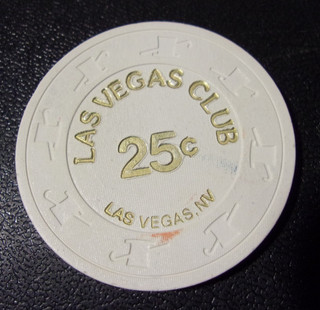 LAS VEGAS CLUB
25¢
LAS VEGAS, NV